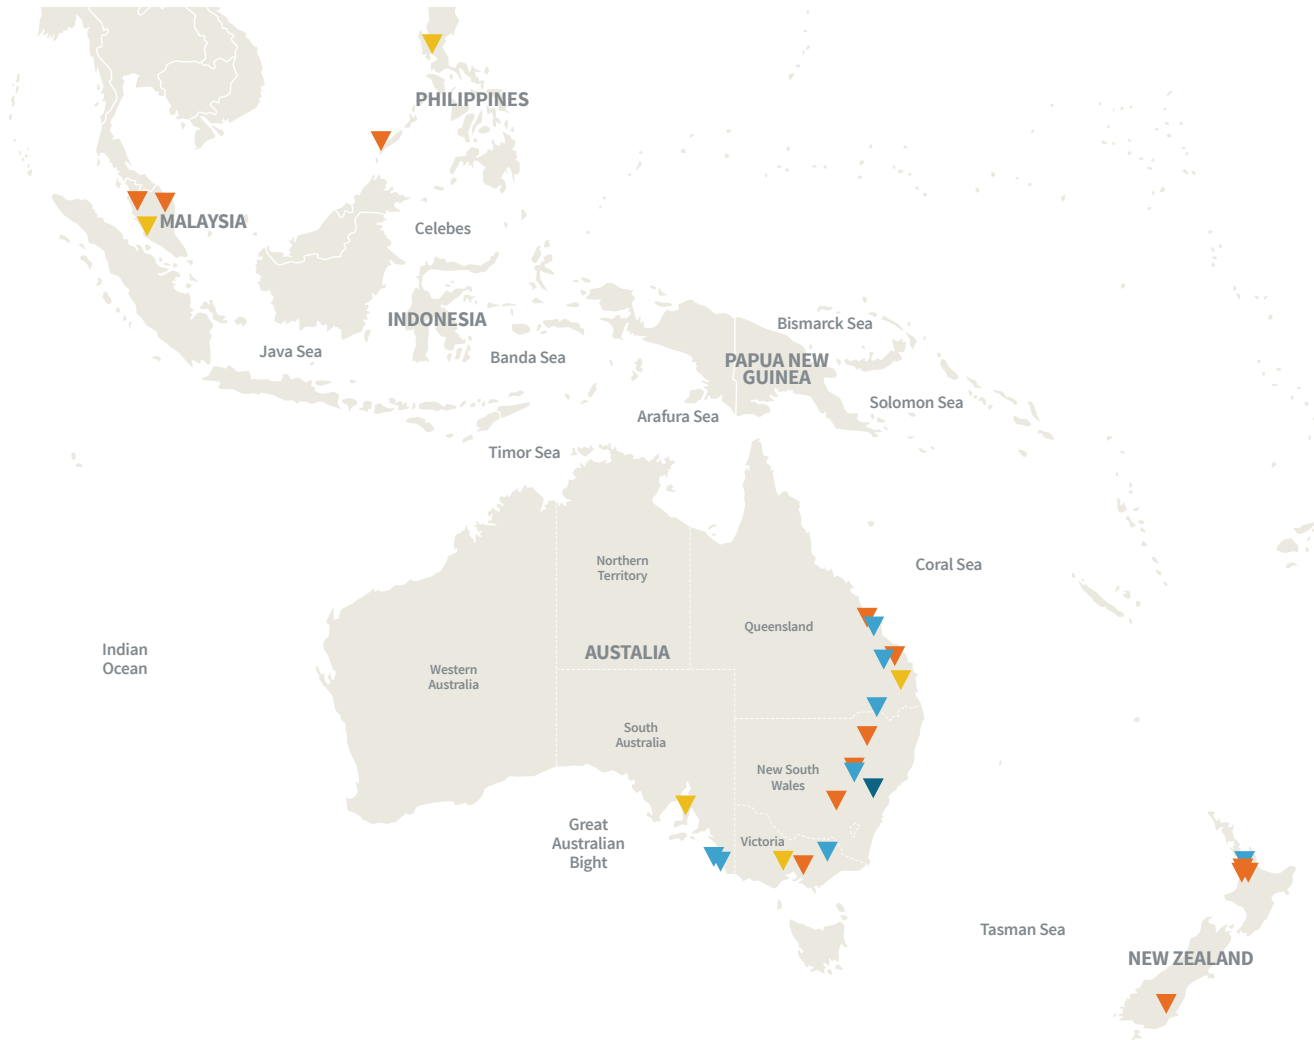 PHILIPPINES
MALAYSIA
Celebes
INDONESIA
Bismarck Sea
Java Sea
Banda Sea
PAPUA NEW
GUINEA
Solomon Sea
Arafura Sea
Timor Sea
Northern
Territory
Coral Sea
Queensland
Indian
Ocean
AUSTALIA
Western
Australia
South
Australia
New South
Wales
Great
Australian
Bight
Victoria
Tasman Sea
NEW ZEALAND